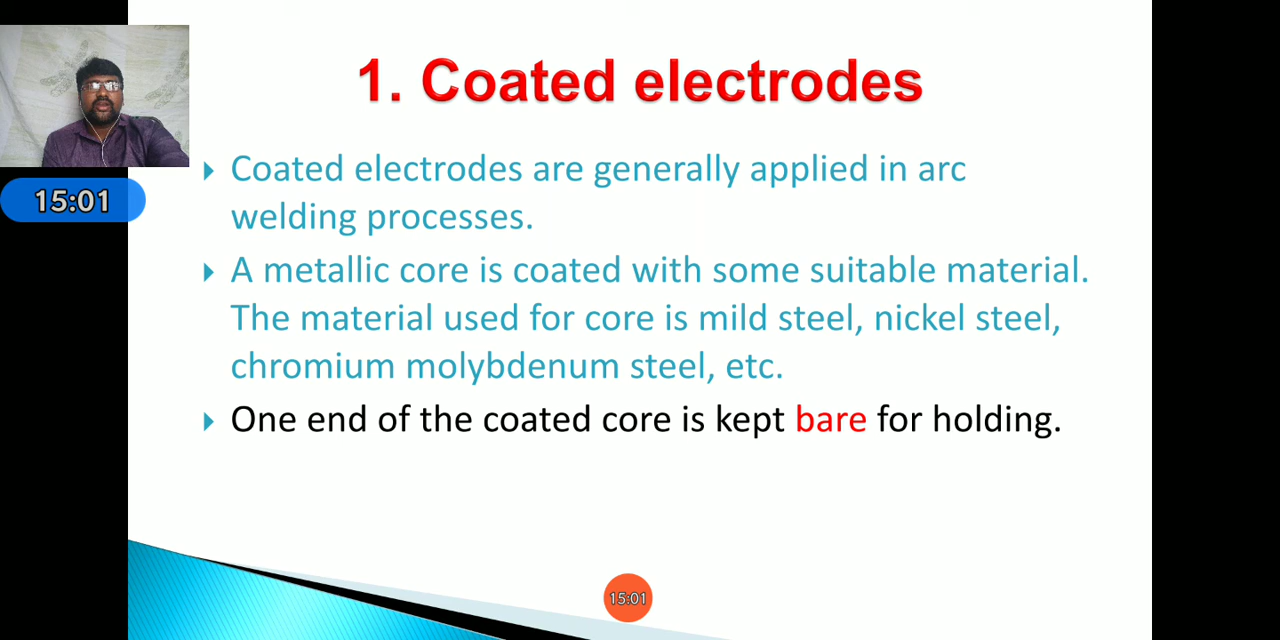 1. Coated electrodes
Coated electrodes are generally applied in arc
welding processes.
15:01
A metallic core is coated with some suitable material.
The material used for core is mild steel, nickel steel,
chromium molybdenum steel, etc.
One end of the coated core is kept bare for holding.
15:01